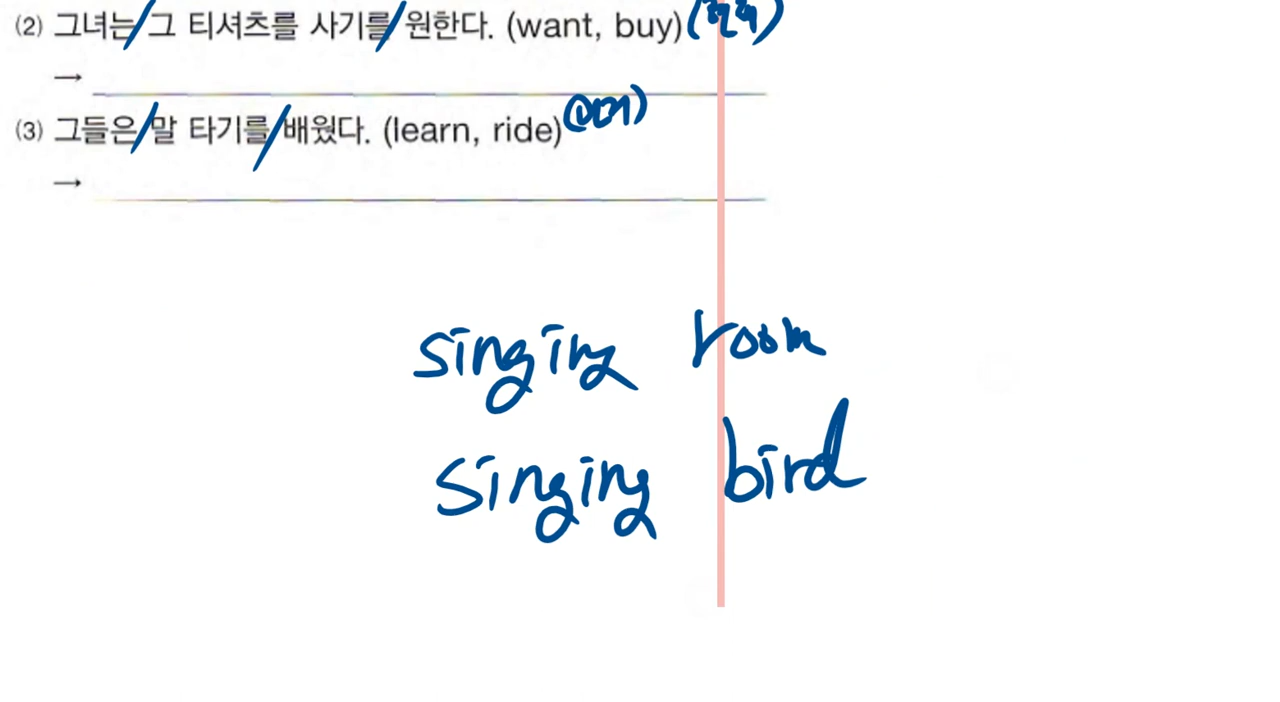 (2) 그녀는/그 티셔츠를 사기를/원한다. (want, buy)
→
(3) 그들은/말 타기를/배웠다. (learn, ride)
→
singing room
singing bird